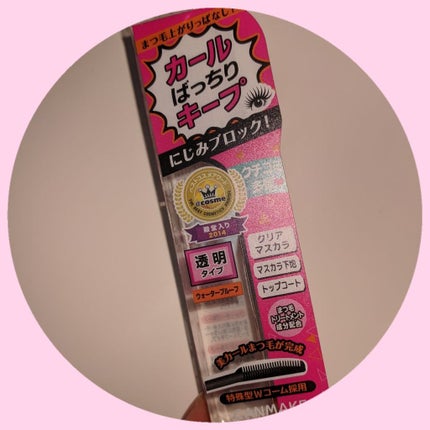 まつ毛上がりっぱなし!
カール
ばっちり
キープ
にじみブロック!
@cosme
殿堂入り
2014
透明
タイプ
ウォータープルーフ
クリア
マスカラ
マスカラ下地
トップコート
まつ毛
トリートメント
成分配合
美カールまつ毛が完成
特殊型Wコーム採用
CANMAKE